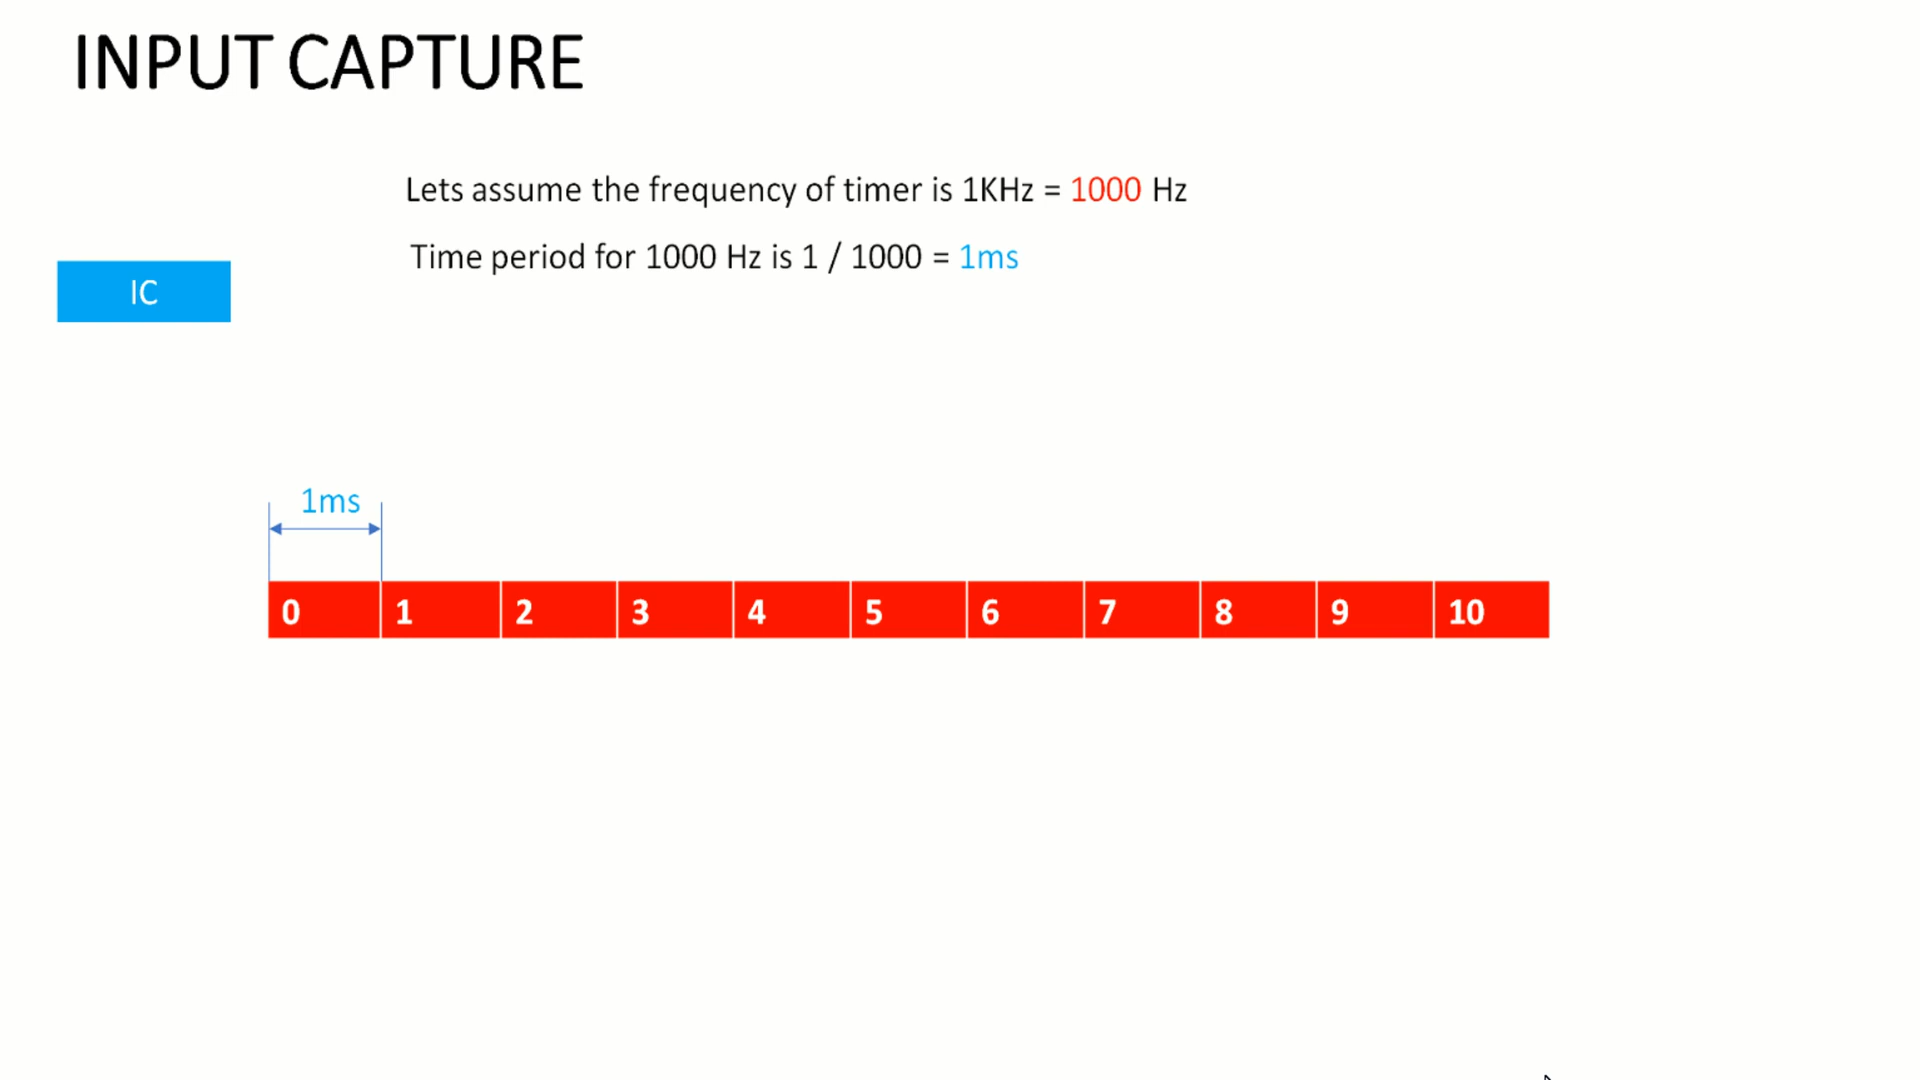 INPUT CAPTURE
Lets assume the frequency of timer is 1KHz = 1000 Hz
Time period for 1000 Hz is 1 / 1000 = 1ms
IC
1ms
0 1 2 3 4 5 6 7 8 9 10